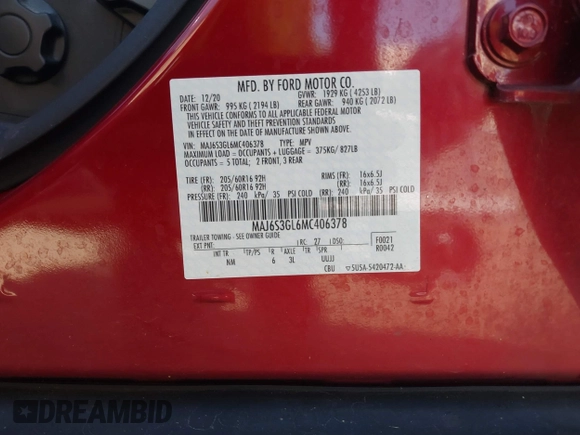 MFD. BY FORD MOTOR CO.
DATE: 12/20 GVWR: 1929 KG ( 4253 LB)
FRONT GAWR: 995 KG ( 2194 LB) REAR GAWR: 940 KG ( 2072 LB)
THIS VEHICLE CONFORMS TO ALL APPLICABLE FEDERAL MOTOR
VEHICLE SAFETY AND THEFT PREVENTION STANDARDS
IN EFFECT ON THE DATE OF MANUFACTURE SHOWN ABOVE.
VIN: MAJ6S3GL6MC406378 TYPE: MPV
MAXIMUM LOAD = OCCUPANTS + LUGGAGE = 375KG/ 827LB
OCCUPANTS = 5 TOTAL; 2 FRONT, 3 REAR
TIRE (FR): 205/60R16 92H RIMS (FR): 16x6.5J
(RR): 205/60R16 92H (RR): 16x6.5J
PRESSURE (FR): 240 kPa/ 35 PSI COLD (RR): 240 kPa/ 35 PSI COLD
MAJ6S3GL6MC406378
TRAILER TOWING - SEE OWNER GUIDE
EXT PNT: RC: 27 DSO: F0021
R0042
INT TR TP/PS R AXLE TR SPR
NM 6 3L UUJJ
CBU ▽5U5A-5420472-AA
DREAMBID